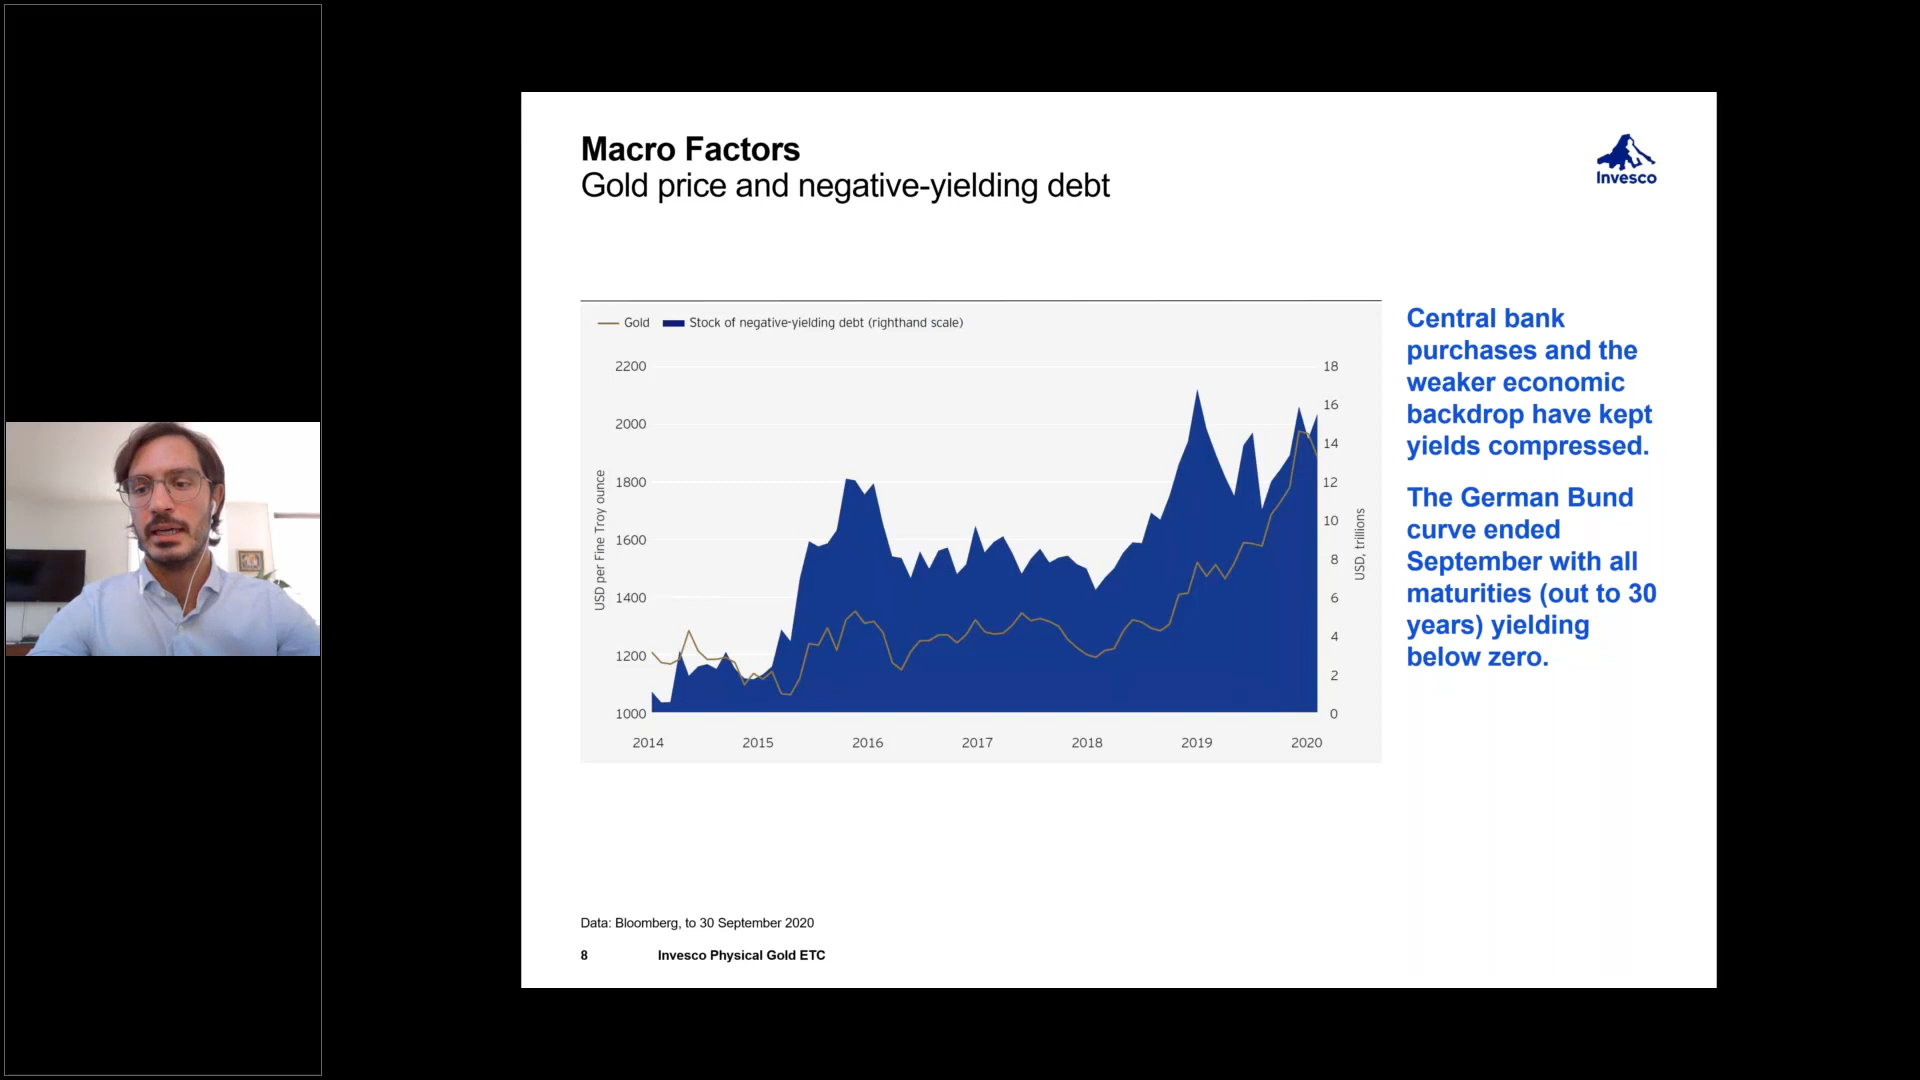 Macro Factors
Gold price and negative-yielding debt
Invesco
Gold
Stock of negative-yielding debt (righthand scale)
USD per Fine Troy ounce
2200
2000
1800
1600
1400
1200
1000
18
16
14
12
10
8
6
4
2
0
USD, trillions
2014
2015
2016
2017
2018
2019
2020
Central bank
purchases and the
weaker economic
backdrop have kept
yields compressed.
The German Bund
curve ended
September with all
maturities (out to 30
years) yielding
below zero.
Data: Bloomberg, to 30 September 2020
8
Invesco Physical Gold ETC